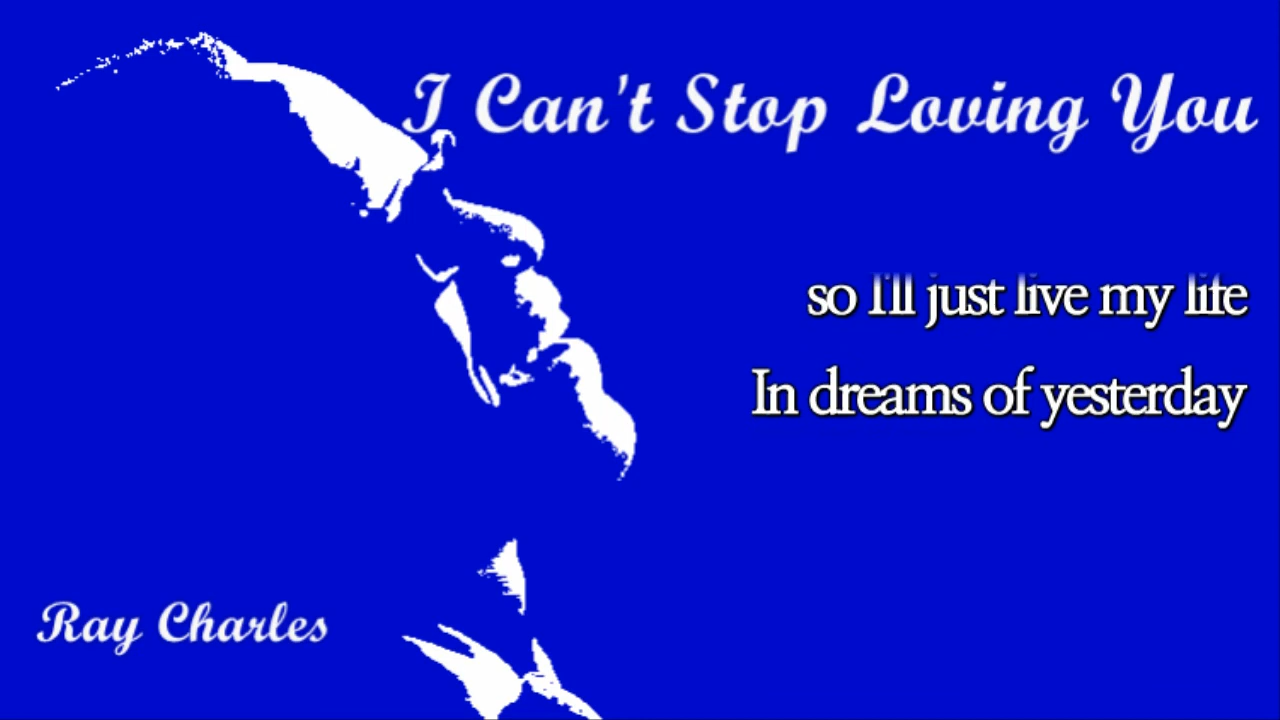 I Can't Stop Loving You
so I'll just live my life
In dreams of yesterday
Ray Charles